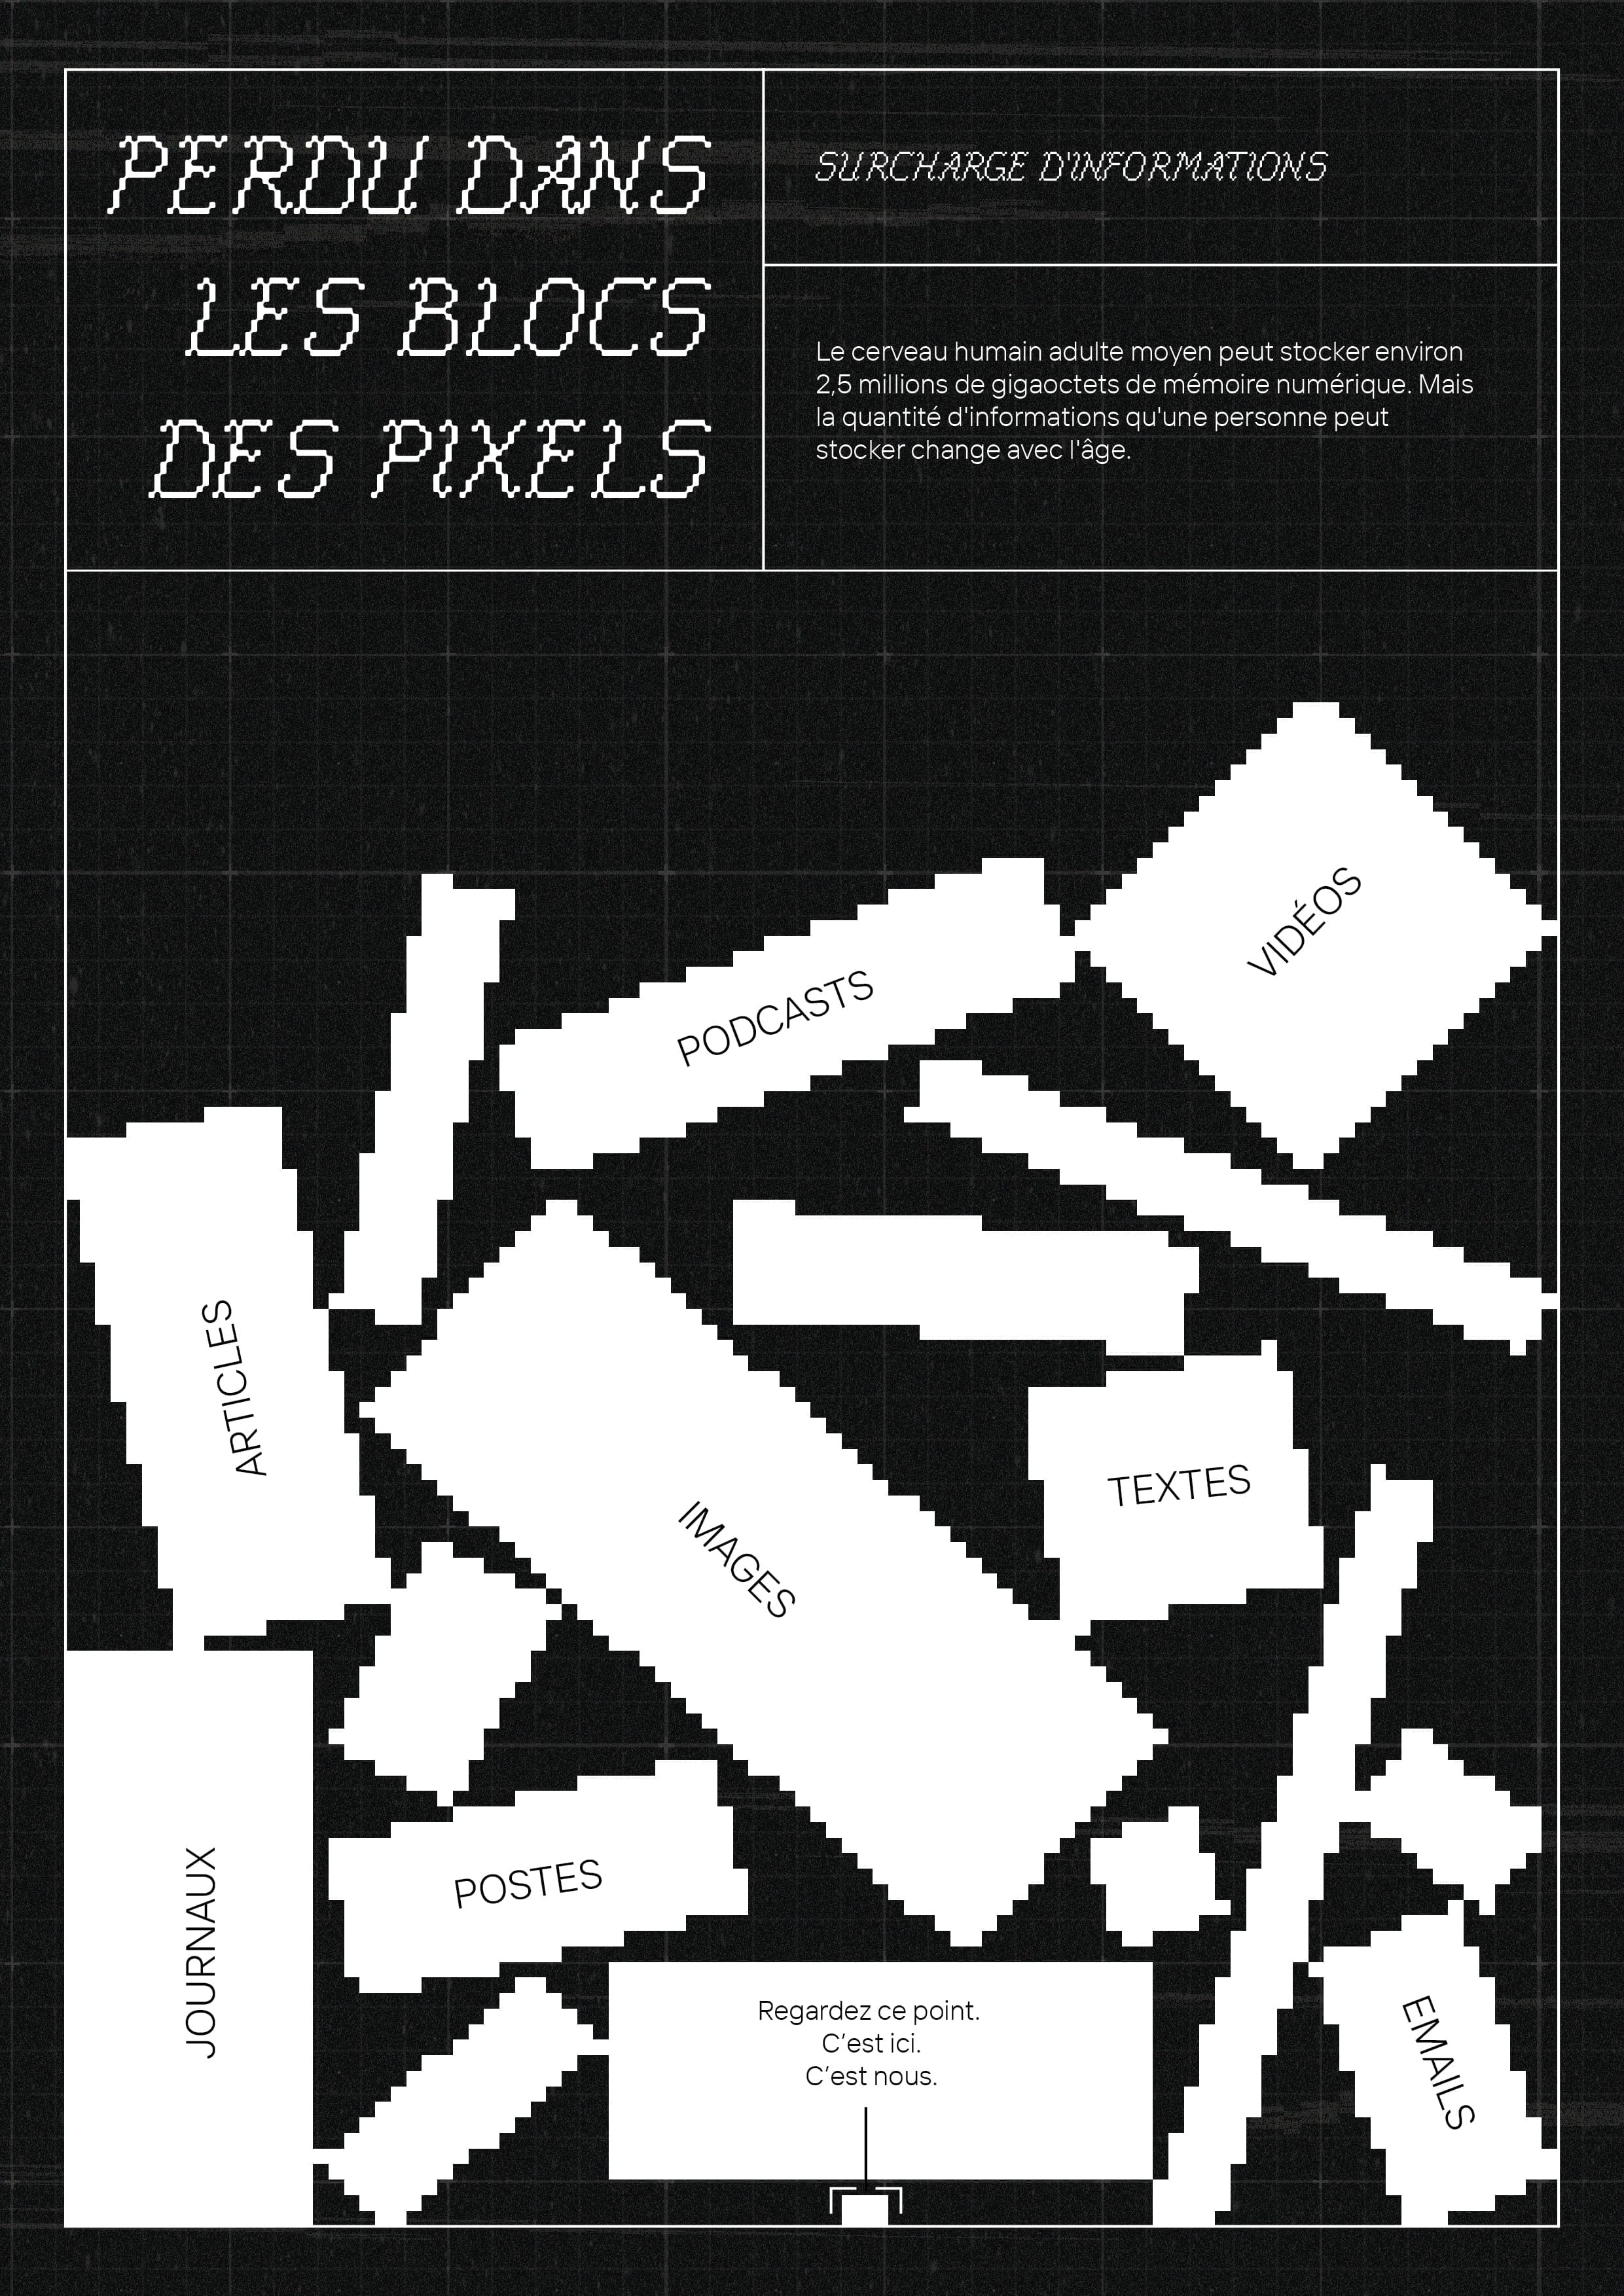 PERDU DANS
LES BLOCS
DES PIXELS
SURCHARGE D'INFORMATIONS
Le cerveau humain adulte moyen peut stocker environ
2,5 millions de gigaoctets de mémoire numérique. Mais
la quantité d'informations qu'une personne peut
stocker change avec l'âge.
VIDÉOS
PODCASTS
ARTICLES
IMAGES
TEXTES
JOURNAUX
POSTES
EMAILS
Regardez ce point.
C’est ici.
C’est nous.